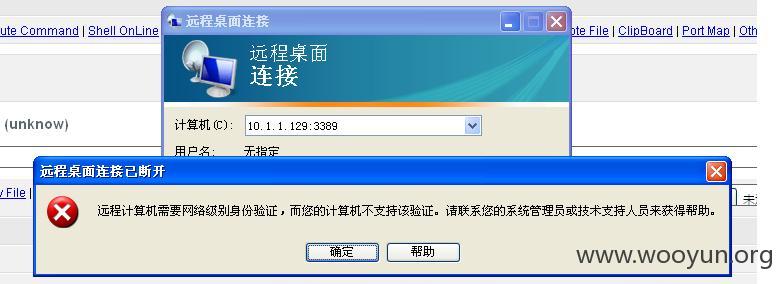 远程桌面连接
ute Command | Shell OnLine
ote File | ClipBoard | Port Map | Oth
远程桌面
连接
(unknow)
计算机(C): 10.1.1.129:3389
用户名: 无指定
远程桌面连接已断开
y File |
远程计算机需要网络级别身份验证，而您的计算机不支持该验证。请联系您的系统管理员或技术支持人员来获得帮助。
确定 帮助
www.wooyun.org